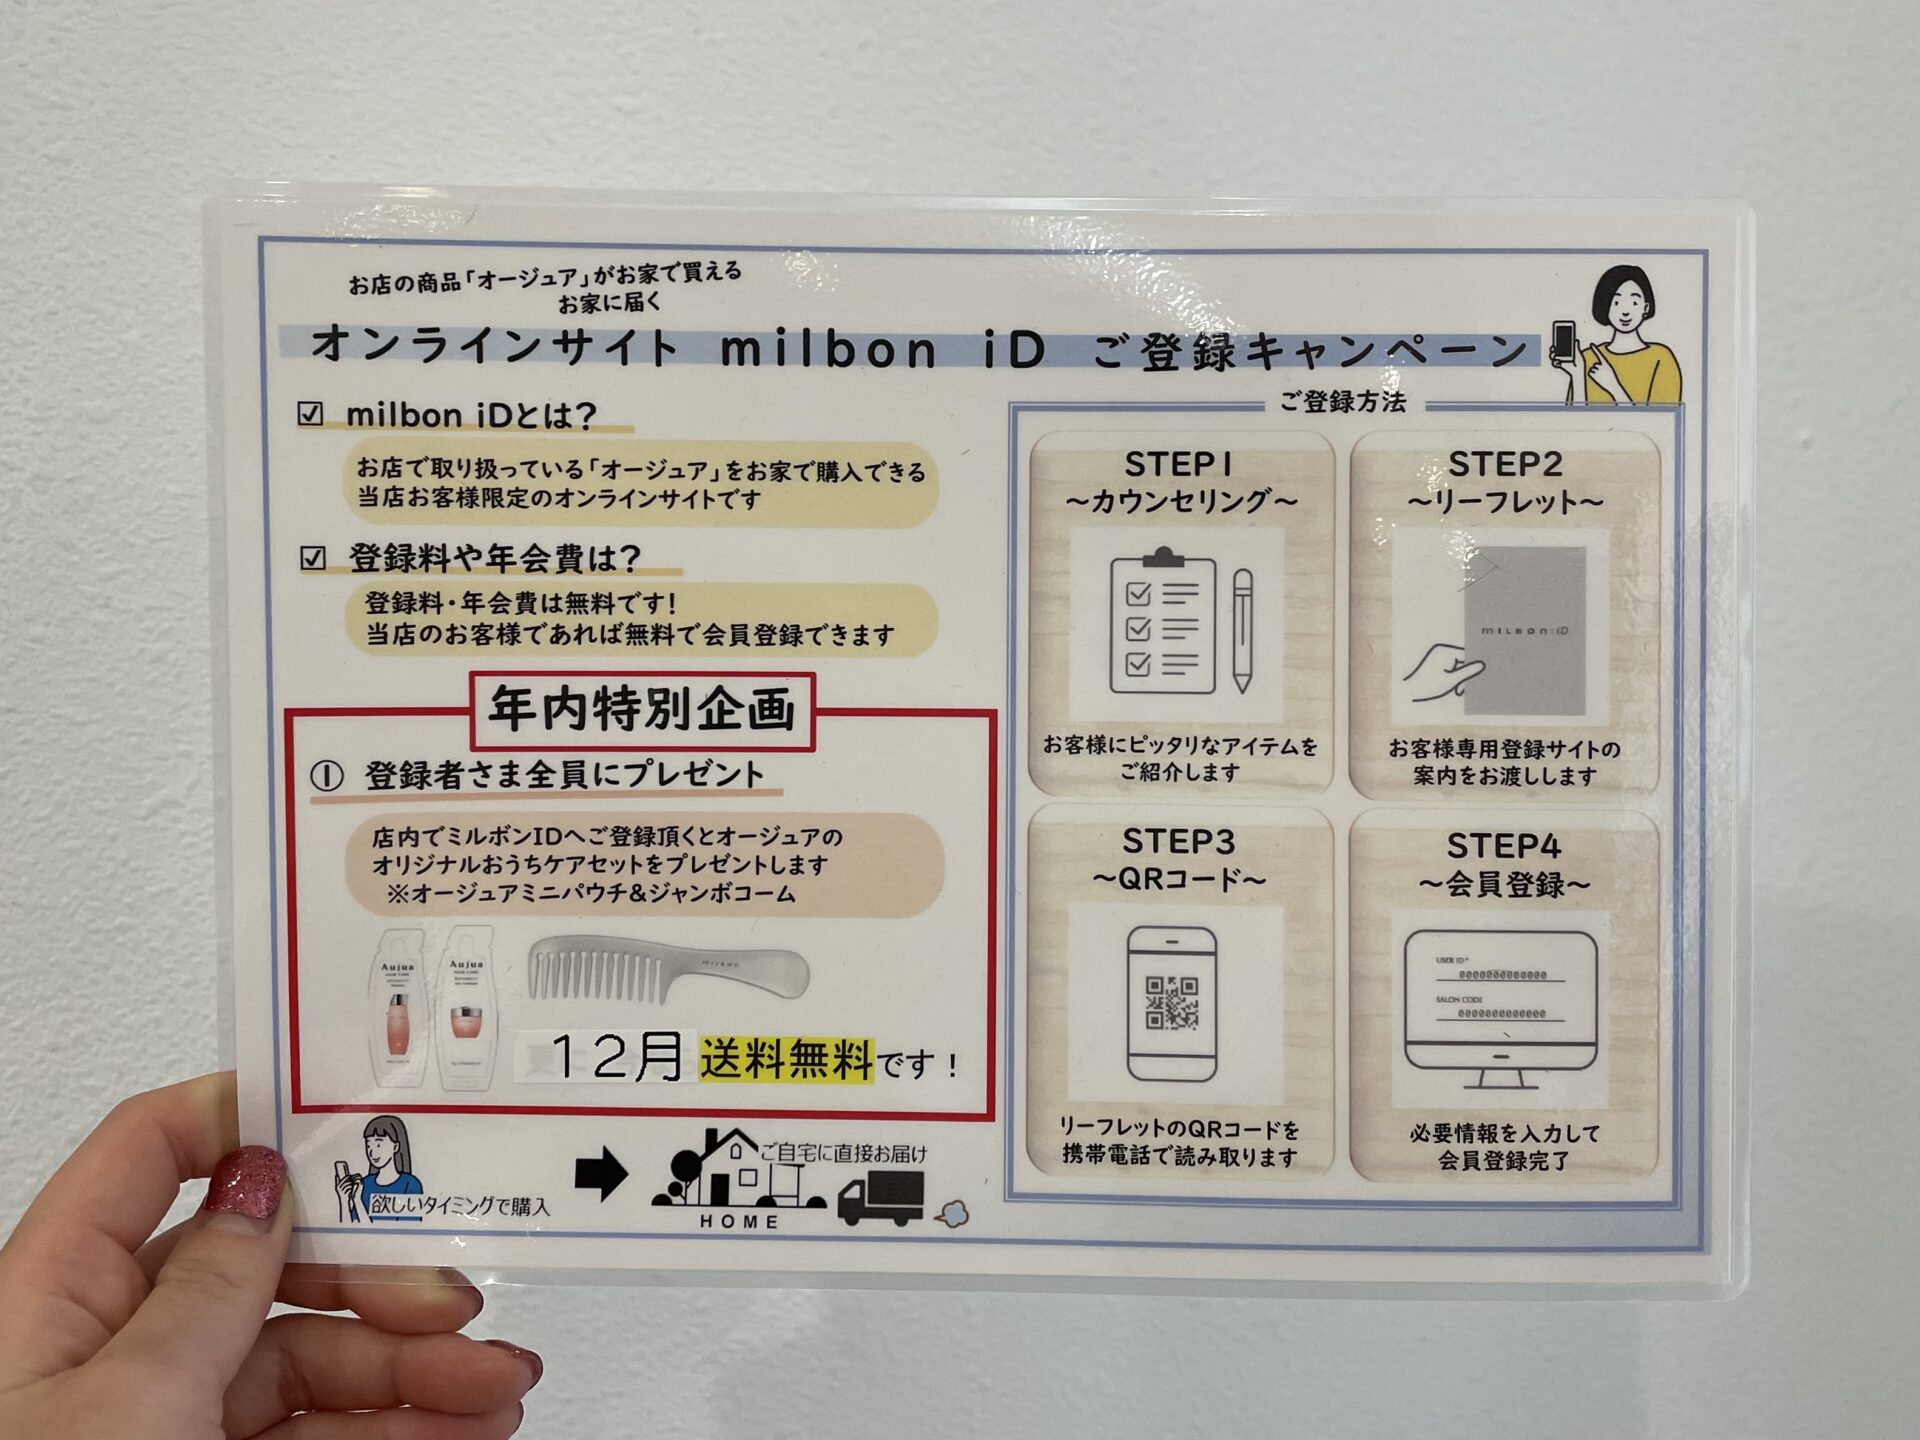 お店の商品「オージュア」がお家で買える
お家に届く
オンラインサイト milbon iD ご登録キャンペーン
☑ milbon iDとは?
お店で取り扱っている「オージュア」をお家で購入できる
当店お客様限定のオンラインサイトです
☑ 登録料や年会費は?
登録料・年会費は無料です!
当店のお客様であれば無料で会員登録できます
年内特別企画
① 登録者さま全員にプレゼント
店内でミルボンIDへご登録頂くとオージュアの
オリジナルおうちケアセットをプレゼントします
※オージュアミニパウチ&ジャンボコーム
Aujua
HAIR CARE
Aujua
HAIR CARE
milbon
12月 送料無料です!
欲しいタイミングで購入
ご自宅に直接お届け
HOME
ご登録方法
STEP1
~カウンセリング~
お客様にピッタリなアイテムを
ご紹介します
STEP2
~リーフレット~
milbon:iD
お客様専用登録サイトの
案内をお渡しします
STEP3
~QRコード~
リーフレットのQRコードを
携帯電話で読み取ります
STEP4
~会員登録~
USER ID:*
SALON CODE
必要情報を入力して
会員登録完了